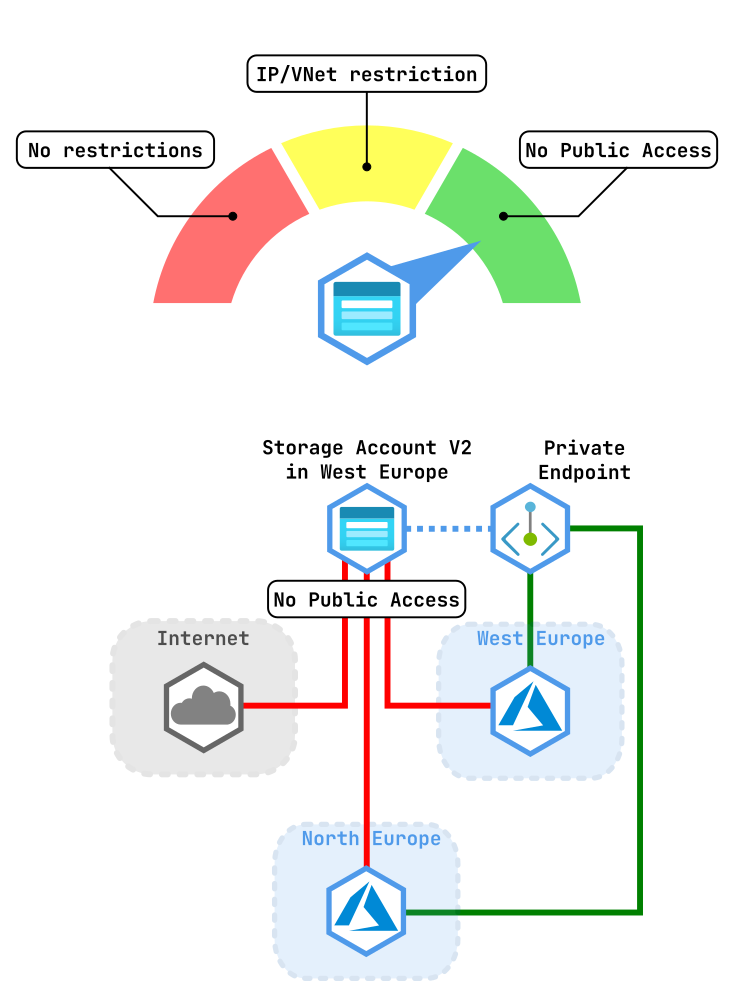 IP/VNet restriction
No restrictions
No Public Access
Storage Account V2
in West Europe
Private
Endpoint
No Public Access
Internet
West Europe
North Europe